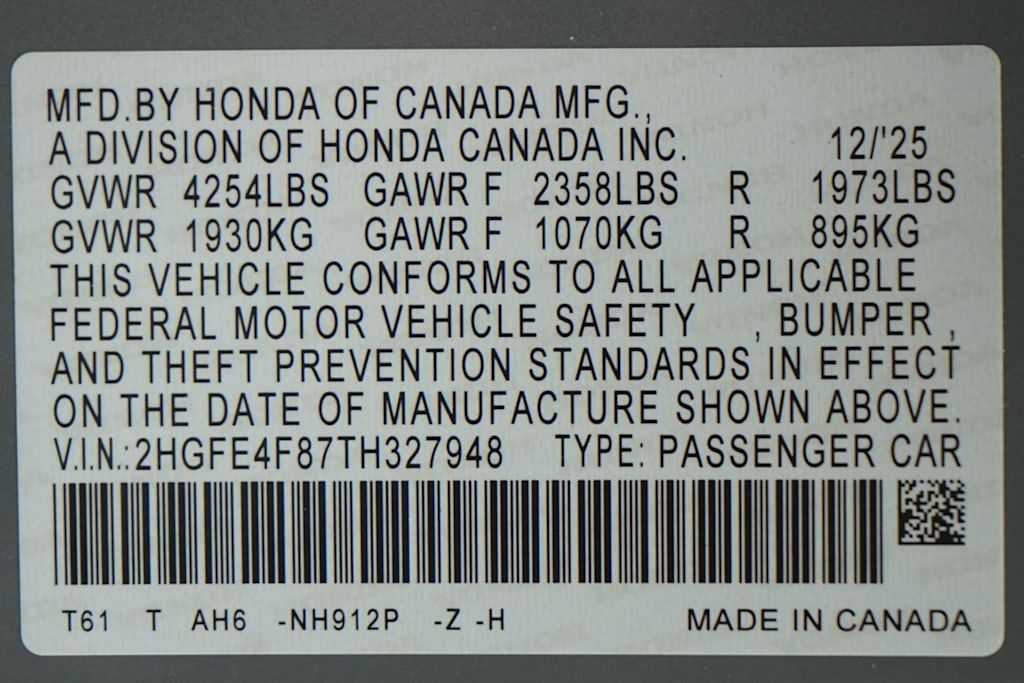 MFD.BY HONDA OF CANADA MFG.,
A DIVISION OF HONDA CANADA INC. 12/'25
GVWR 4254LBS GAWR F 2358LBS R 1973LBS
GVWR 1930KG GAWR F 1070KG R 895KG
THIS VEHICLE CONFORMS TO ALL APPLICABLE
FEDERAL MOTOR VEHICLE SAFETY , BUMPER ,
AND THEFT PREVENTION STANDARDS IN EFFECT
ON THE DATE OF MANUFACTURE SHOWN ABOVE.
V.I.N.:2HGFE4F87TH327948 TYPE: PASSENGER CAR
T61 T AH6 -NH912P -Z -H MADE IN CANADA